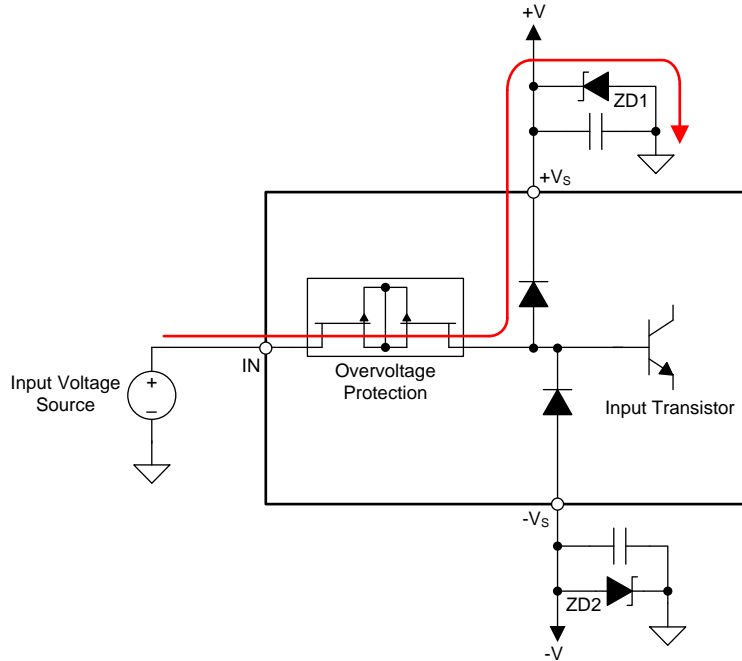 +V
ZD1
+VS
IN
Overvoltage
Protection
Input Voltage
Source
+
−
Input Transistor
-VS
ZD2
-V